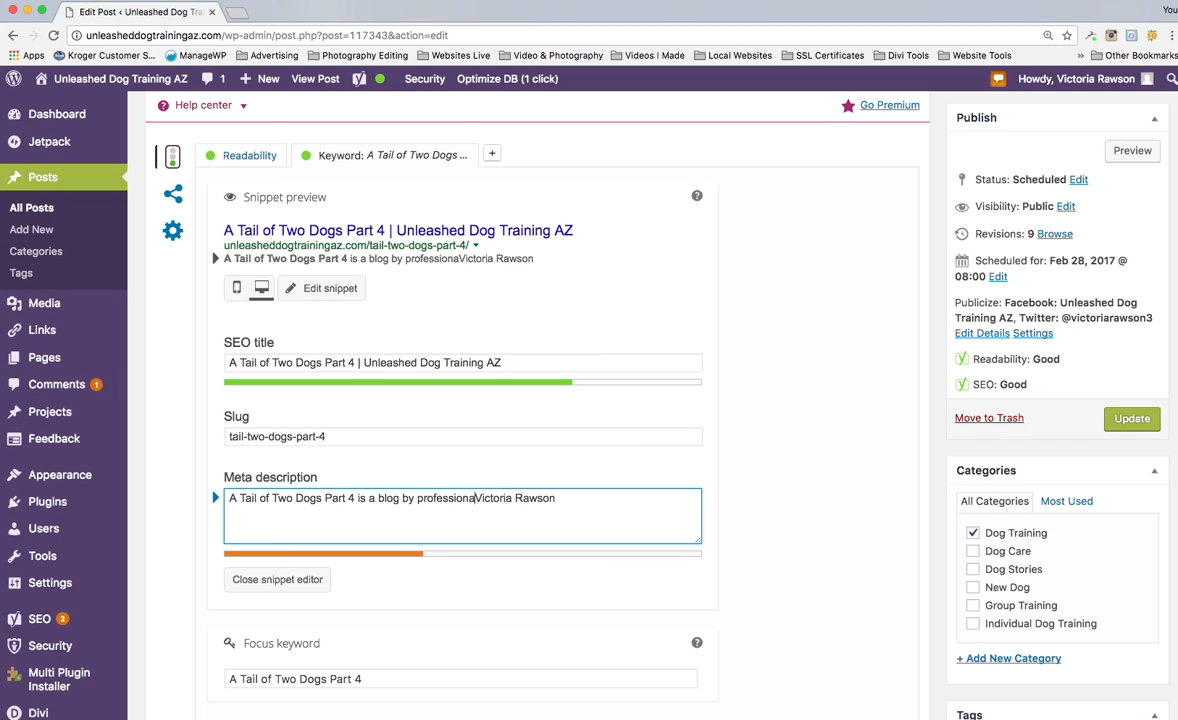 Edit Post ‹ Unleashed Dog Tra ×
You
unleasheddogtrainingaz.com/wp-admin/post.php?post=117343&action=edit
Apps Kroger Customer S... ManageWP Advertising Photography Editing Websites Live Video & Photography Videos I Made Local Websites SSL Certificates Divi Tools Website Tools » Other Bookmarks
Unleashed Dog Training AZ 1 + New View Post Security Optimize DB (1 click) Howdy, Victoria Rawson
Dashboard
Jetpack
Posts
All Posts
Add New
Categories
Tags
Media
Links
Pages
Comments 1
Projects
Feedback
Appearance
Plugins
Users
Tools
Settings
SEO 2
Security
Multi Plugin
Installer
Divi
Help center
Go Premium
Readability
Keyword: A Tail of Two Dogs ...
+
Snippet preview
A Tail of Two Dogs Part 4 | Unleashed Dog Training AZ
unleasheddogtrainingaz.com/tail-two-dogs-part-4/
A Tail of Two Dogs Part 4 is a blog by professionaVictoria Rawson
Edit snippet
SEO title
A Tail of Two Dogs Part 4 | Unleashed Dog Training AZ
Slug
tail-two-dogs-part-4
Meta description
A Tail of Two Dogs Part 4 is a blog by professionaVictoria Rawson
Close snippet editor
Focus keyword
A Tail of Two Dogs Part 4
Publish
Preview
Status: Scheduled Edit
Visibility: Public Edit
Revisions: 9 Browse
Scheduled for: Feb 28, 2017 @
08:00 Edit
Publicize: Facebook: Unleashed Dog
Training AZ, Twitter: @victoriarawson3
Edit Details Settings
Readability: Good
SEO: Good
Move to Trash
Update
Categories
All Categories Most Used
Dog Training
Dog Care
Dog Stories
New Dog
Group Training
Individual Dog Training
+ Add New Category
Tags